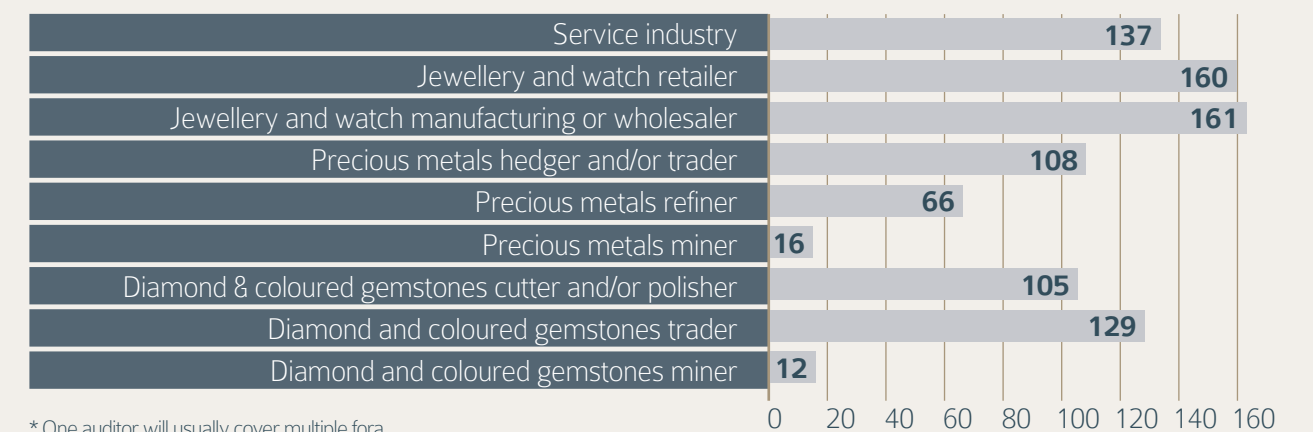 Service industry 137
Jewellery and watch retailer 160
Jewellery and watch manufacturing or wholesaler 161
Precious metals hedger and/or trader 108
Precious metals refiner 66
Precious metals miner 16
Diamond & coloured gemstones cutter and/or polisher 105
Diamond and coloured gemstones trader 129
Diamond and coloured gemstones miner 12
0 20 40 60 80 100 120 140 160
* One auditor will usually cover multiple fora